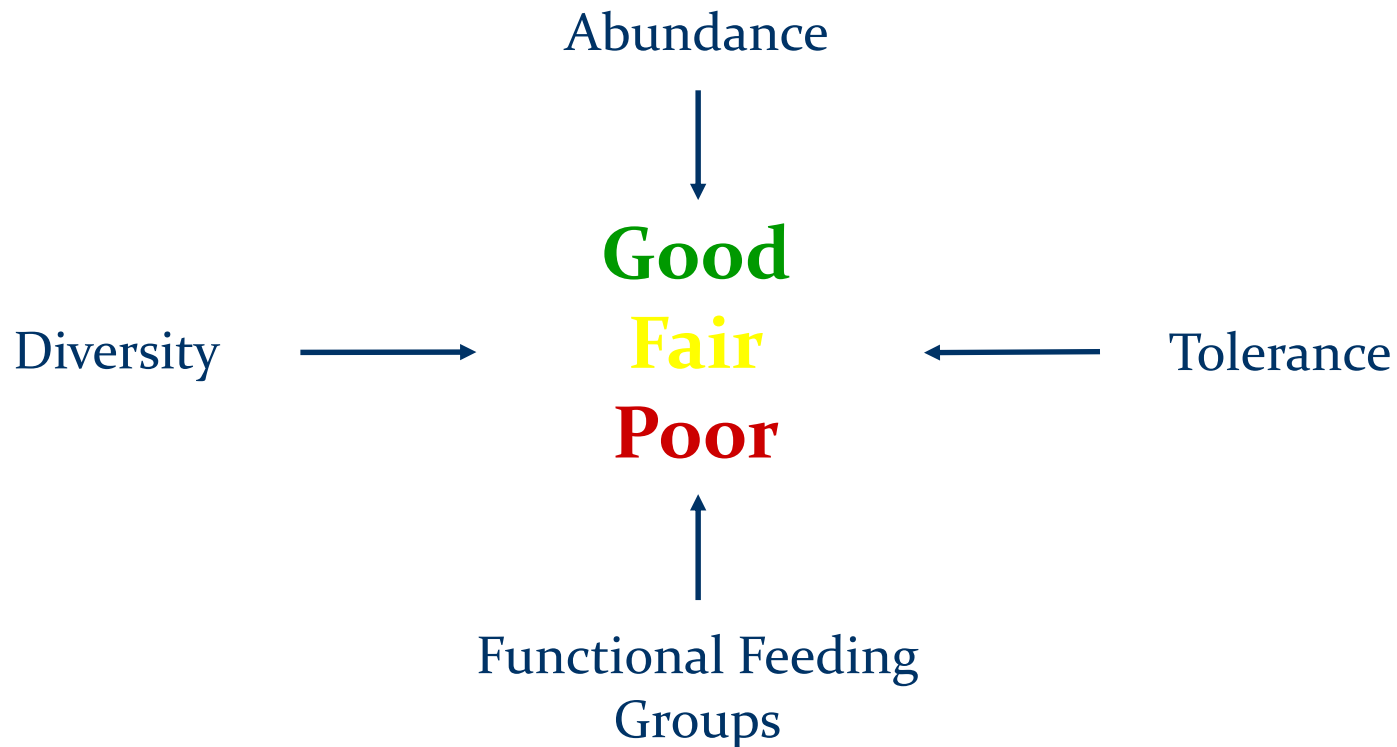 Abundance
Good
Diversity
Fair
Tolerance
Poor
Functional Feeding
Groups